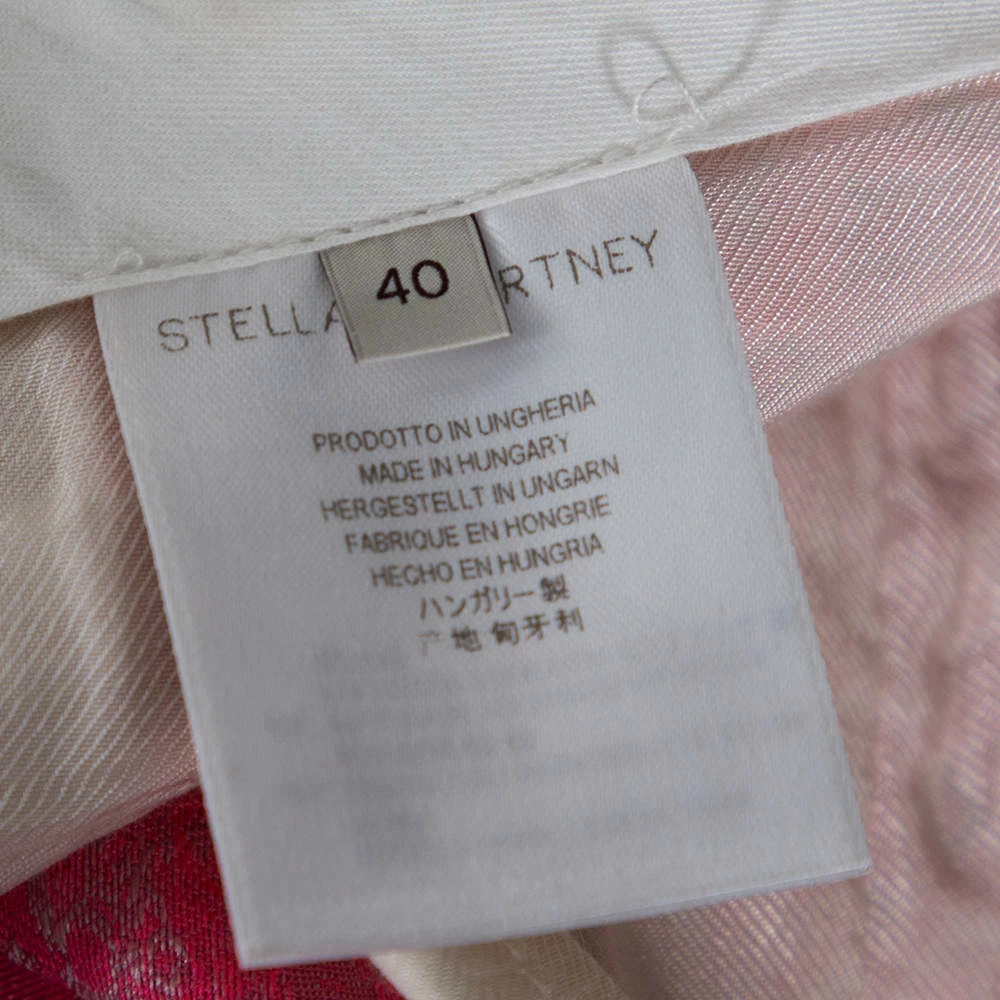 40
STELLA RTNEY
PRODOTTO IN UNGHERIA
MADE IN HUNGARY
HERGESTELLT IN UNGARN
FABRIQUE EN HONGRIE
HECHO EN HUNGRIA
ハンガリー製
产地 匈牙利